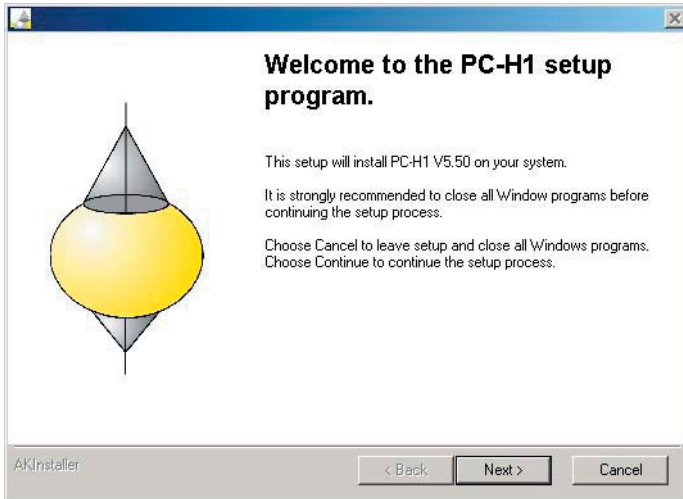 Welcome to the PC-H1 setup
program.
This setup will install PC-H1 V5.50 on your system.
It is strongly recommended to close all Window programs before
continuing the setup process.
Choose Cancel to leave setup and close all Windows programs.
Choose Continue to continue the setup process.
AKInstaller
< Back
Next >
Cancel